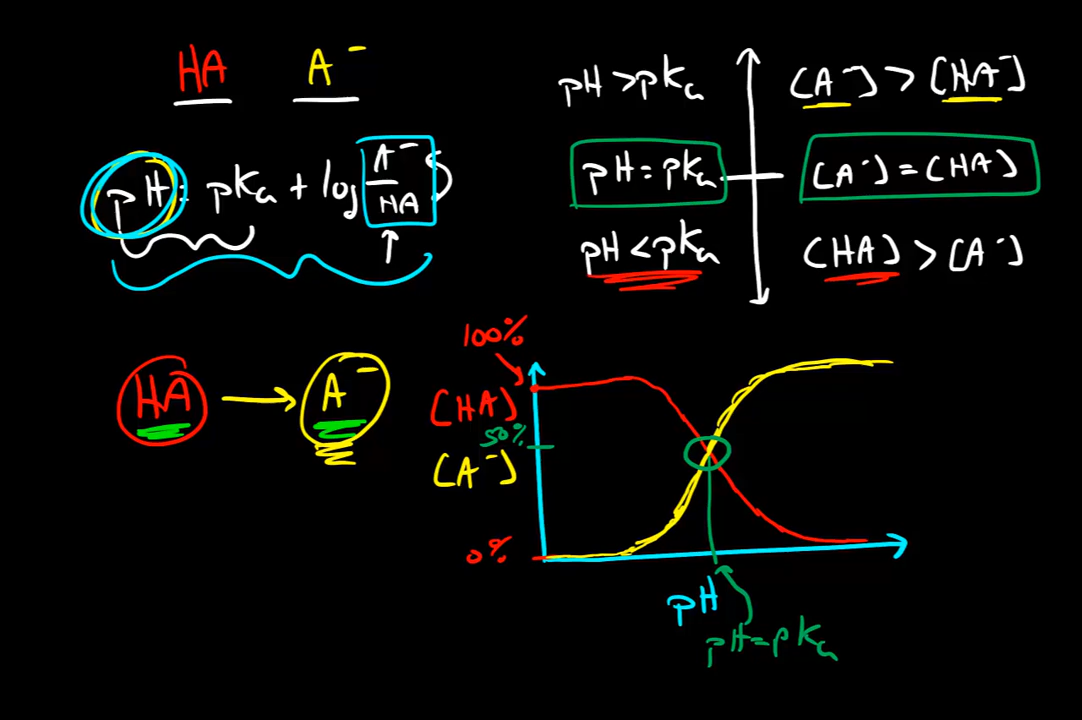 HA A⁻
pH = pKa + log A⁻/HA
pH > pKa [A⁻] > [HA⁻]
pH = pKa [A⁻] = [HA]
pH < pKa [HA] > [A⁻]
HA → A⁻
100%
[HA]
50%
[A⁻]
0%
pH
pH = pKa